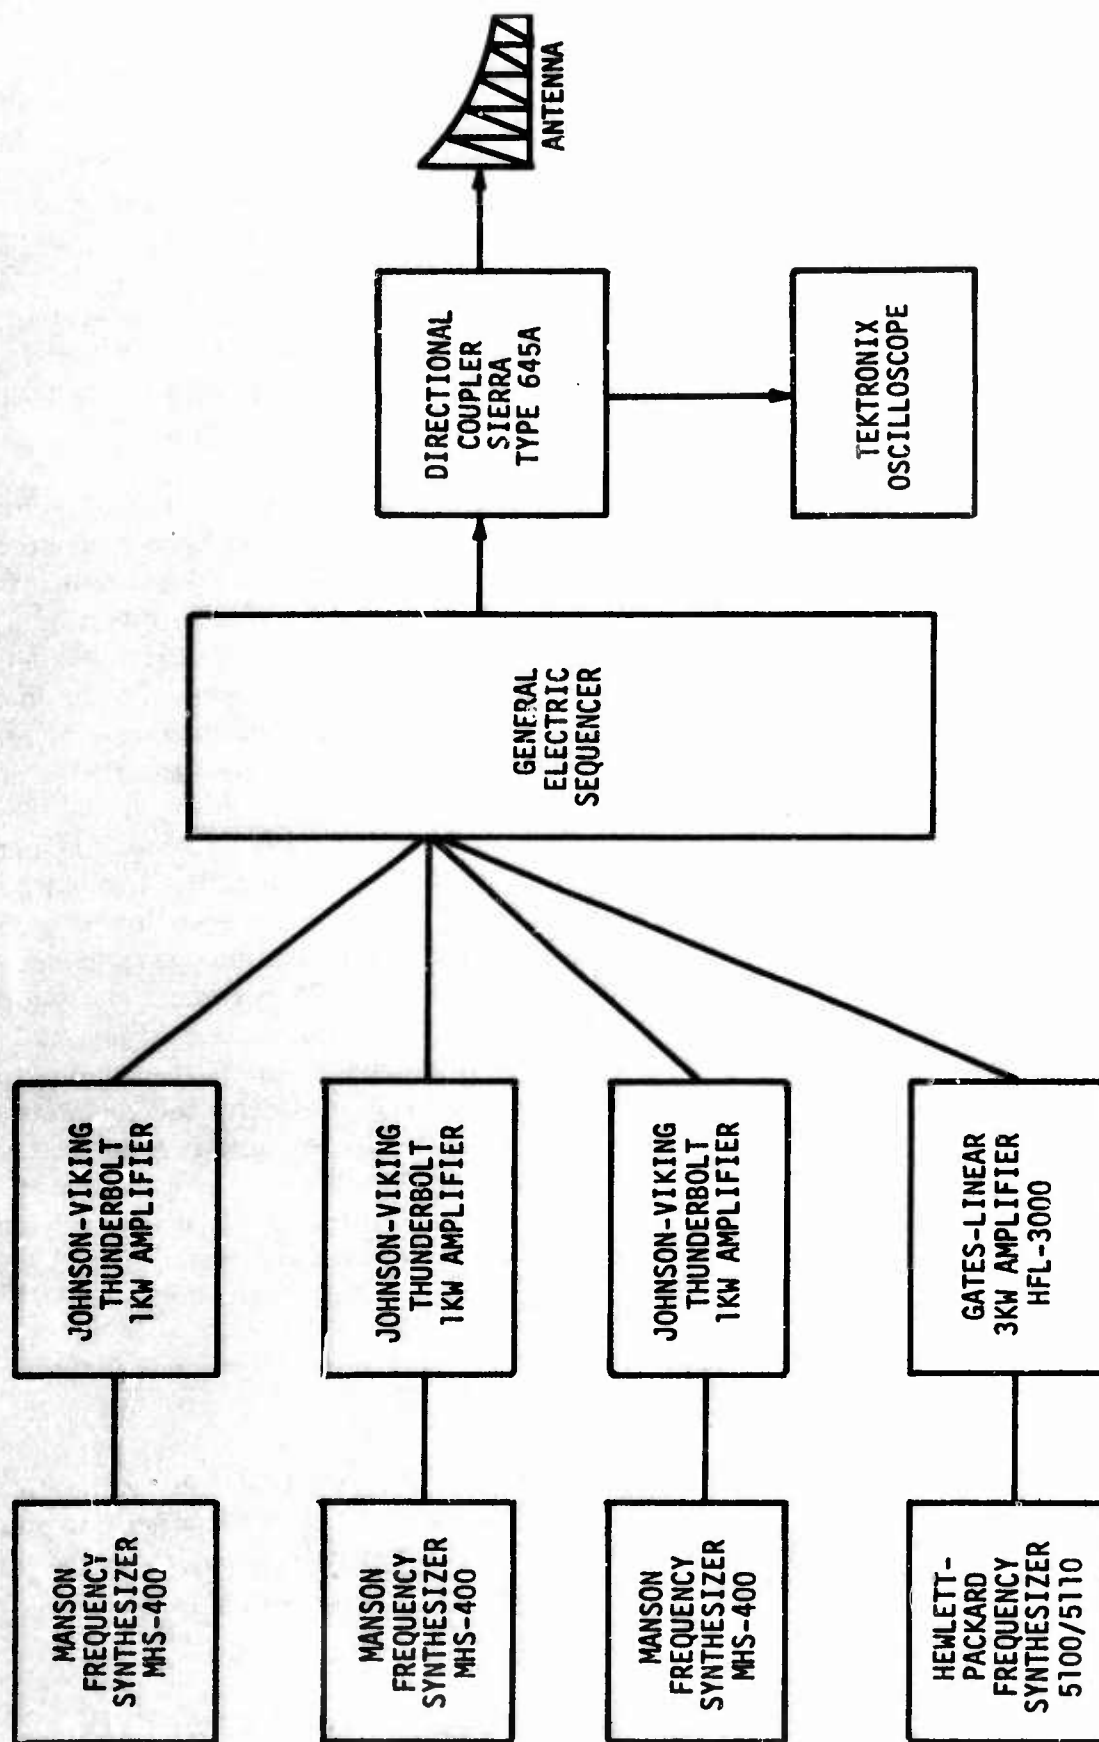 MANSON
FREQUENCY
SYNTHESIZER
MHS-400
JOHNSON-VIKING
THUNDERBOLT
1KW AMPLIFIER
MANSON
FREQUENCY
SYNTHESIZER
MHS-400
JOHNSON-VIKING
THUNDERBOLT
1KW AMPLIFIER
MANSON
FREQUENCY
SYNTHESIZER
MHS-400
JOHNSON-VIKING
THUNDERBOLT
1KW AMPLIFIER
HEWLETT-
PACKARD
FREQUENCY
SYNTHESIZER
5100/5110
GATES-LINEAR
3KW AMPLIFIER
HFL-3000
GENERAL
ELECTRIC
SEQUENCER
DIRECTIONAL
COUPLER
SIERRA
TYPE 645A
ANTENNA
TEKTRONIX
OSCILLOSCOPE